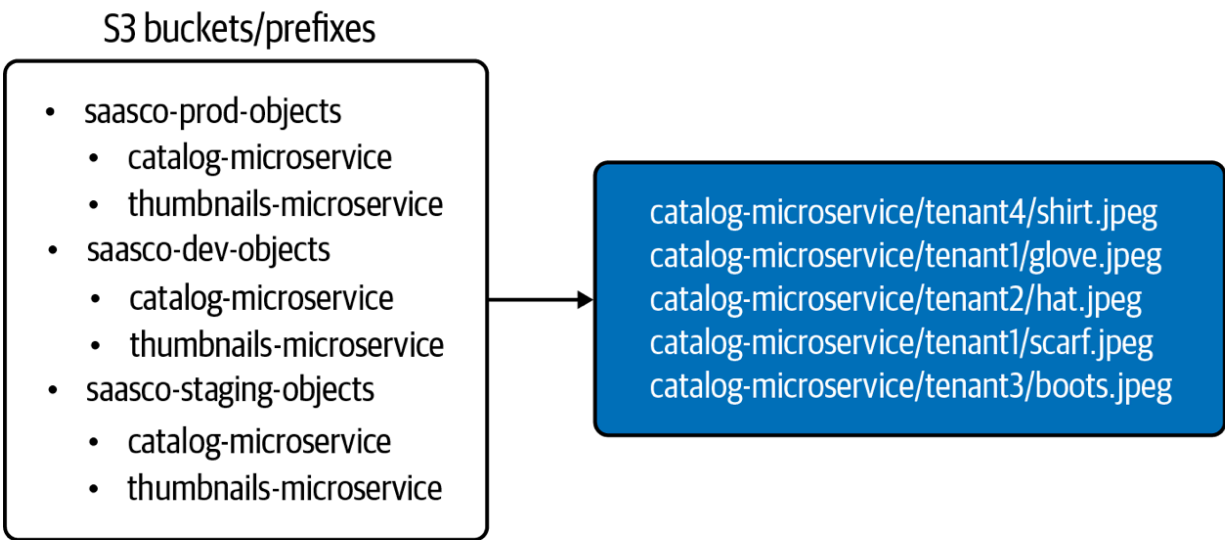 S3 buckets/prefixes
• saasco-prod-objects
• catalog-microservice
• thumbnails-microservice
• saasco-dev-objects
• catalog-microservice
• thumbnails-microservice
• saasco-staging-objects
• catalog-microservice
• thumbnails-microservice
catalog-microservice/tenant4/shirt.jpeg
catalog-microservice/tenant1/glove.jpeg
catalog-microservice/tenant2/hat.jpeg
catalog-microservice/tenant1/scarf.jpeg
catalog-microservice/tenant3/boots.jpeg